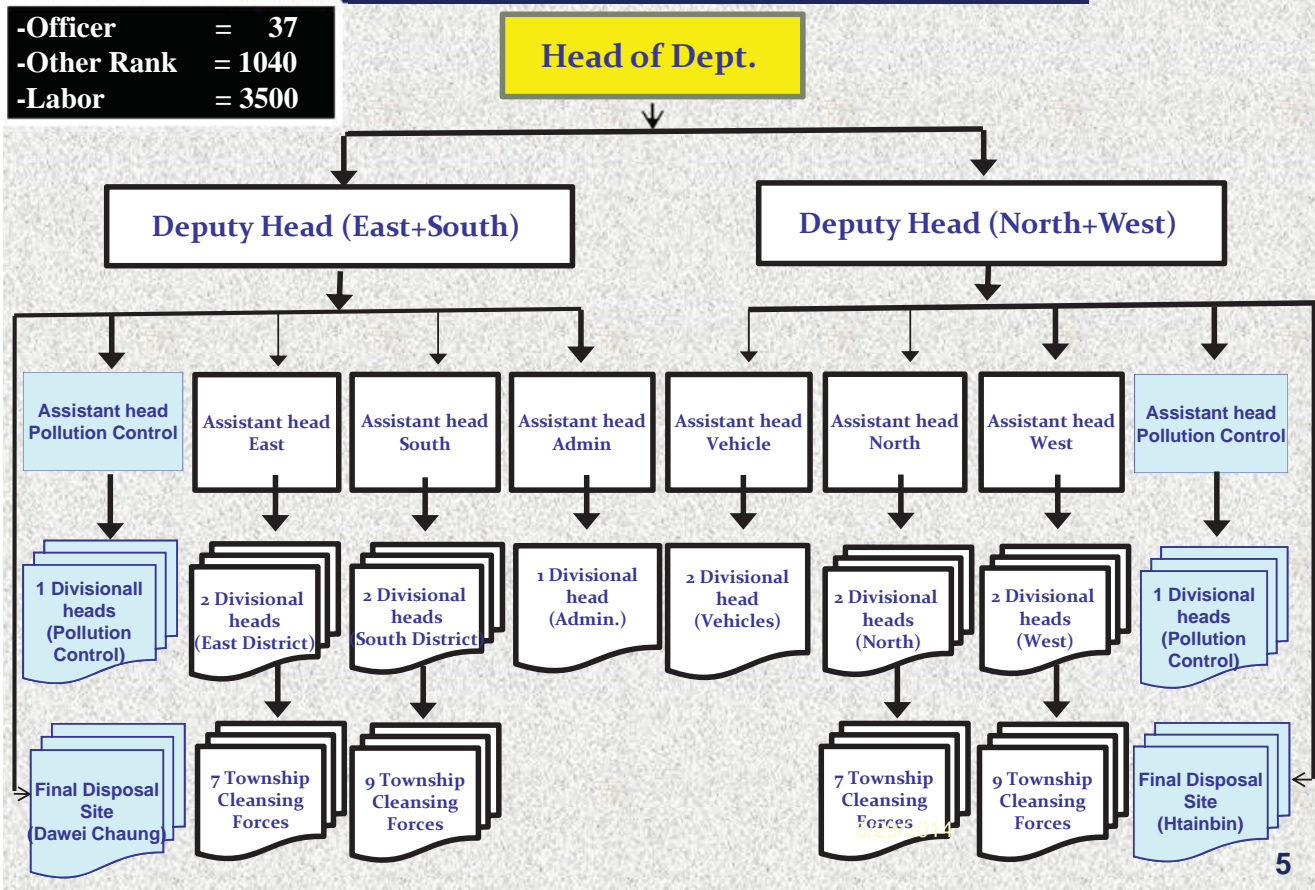 -Officer = 37
-Other Rank = 1040
-Labor = 3500
Head of Dept.
Deputy Head (East+South)
Deputy Head (North+West)
Assistant head
Pollution Control
Assistant head
East
Assistant head
South
Assistant head
Admin
Assistant head
Vehicle
Assistant head
North
Assistant head
West
Assistant head
Pollution Control
1 Divisionall
heads
(Pollution
Control)
2 Divisional
heads
(East District)
2 Divisional
heads
(South District)
1 Divisional
head
(Admin.)
2 Divisional
head
(Vehicles)
2 Divisional
heads
(North)
2 Divisional
heads
(West)
1 Divisional
heads
(Pollution
Control)
Final Disposal
Site
(Dawei Chaung)
7 Township
Cleansing
Forces
9 Township
Cleansing
Forces
7 Township
Cleansing
Forces
9 Township
Cleansing
Forces
Final Disposal
Site
(Htainbin)
5